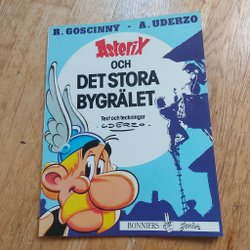 R. GOSCINNY - A. UDERZO
Asterix
OCH
DET STORA
BYGRÄLET
Text och teckningar
UDERZO
BONNIERS